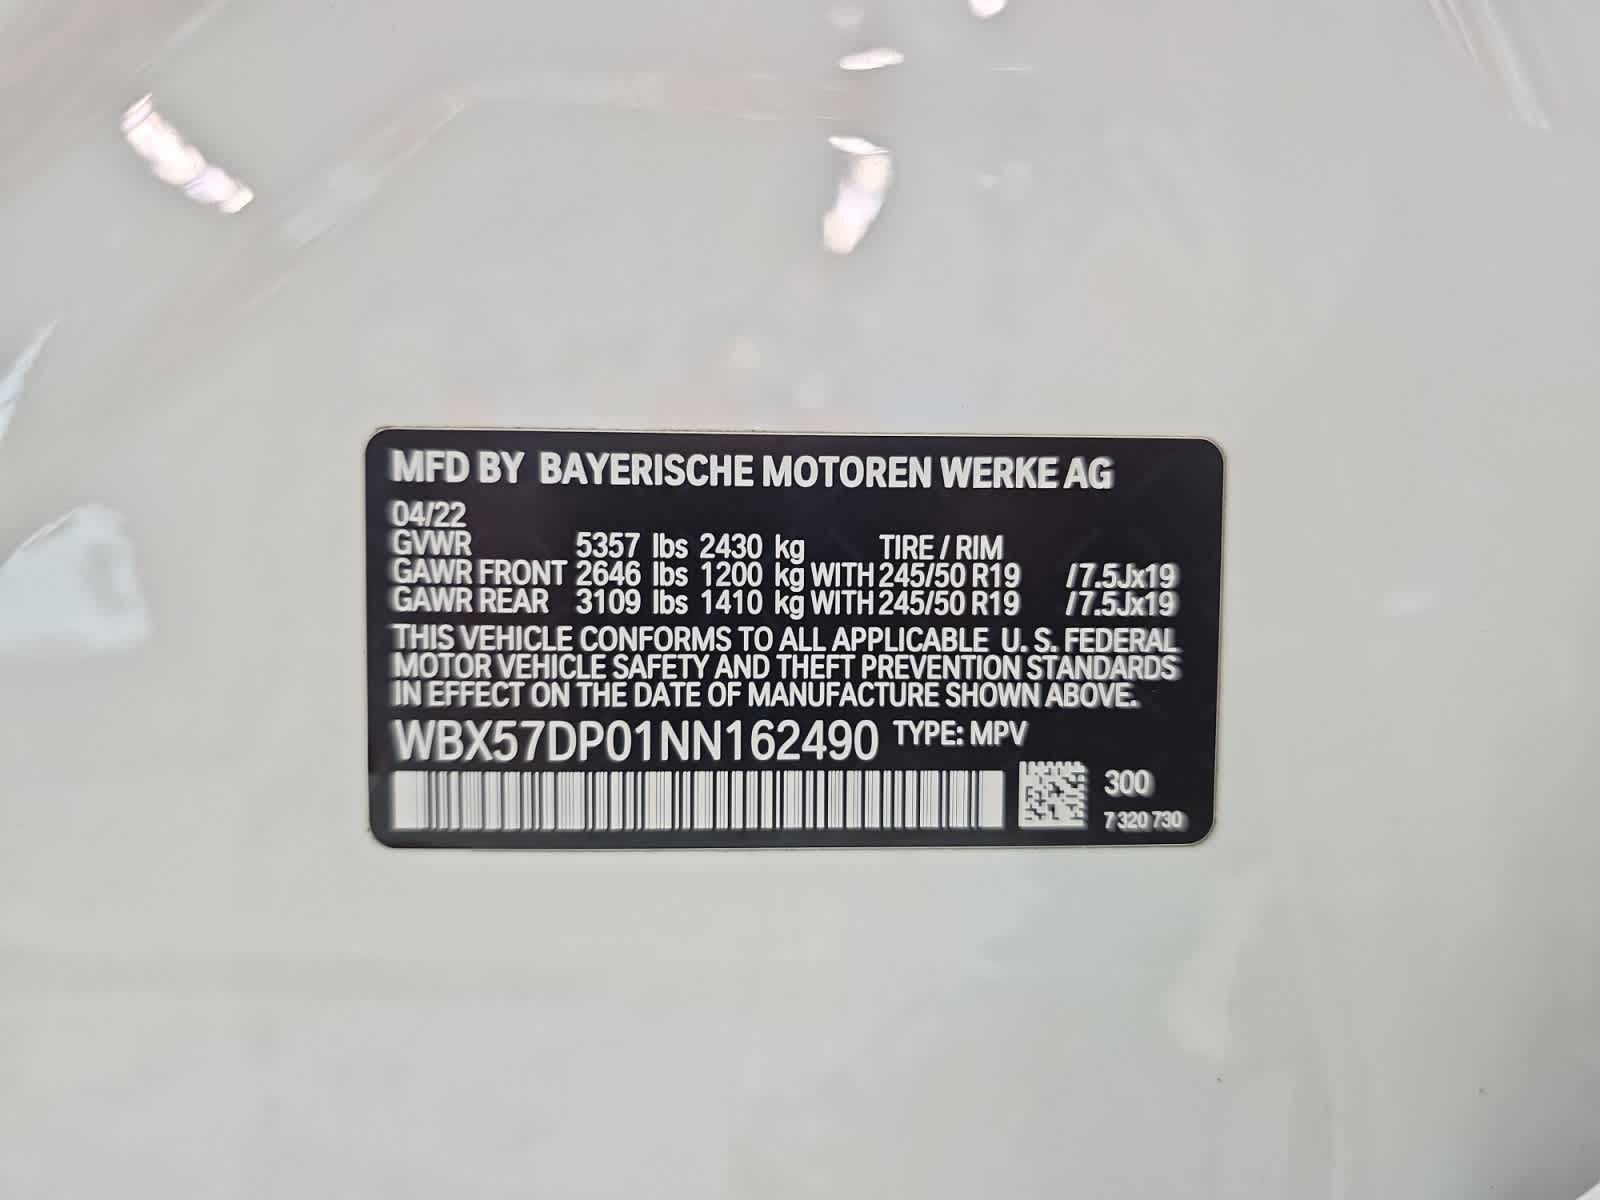 MFD BY BAYERISCHE MOTOREN WERKE AG
04/22
GVWR 5357 lbs 2430 kg TIRE / RIM
GAWR FRONT 2646 lbs 1200 kg WITH 245/50 R19 /7.5Jx19
GAWR REAR 3109 lbs 1410 kg WITH 245/50 R19 /7.5Jx19
THIS VEHICLE CONFORMS TO ALL APPLICABLE U. S. FEDERAL
MOTOR VEHICLE SAFETY AND THEFT PREVENTION STANDARDS
IN EFFECT ON THE DATE OF MANUFACTURE SHOWN ABOVE.
WBX57DP01NN162490 TYPE: MPV
300
7 320 730